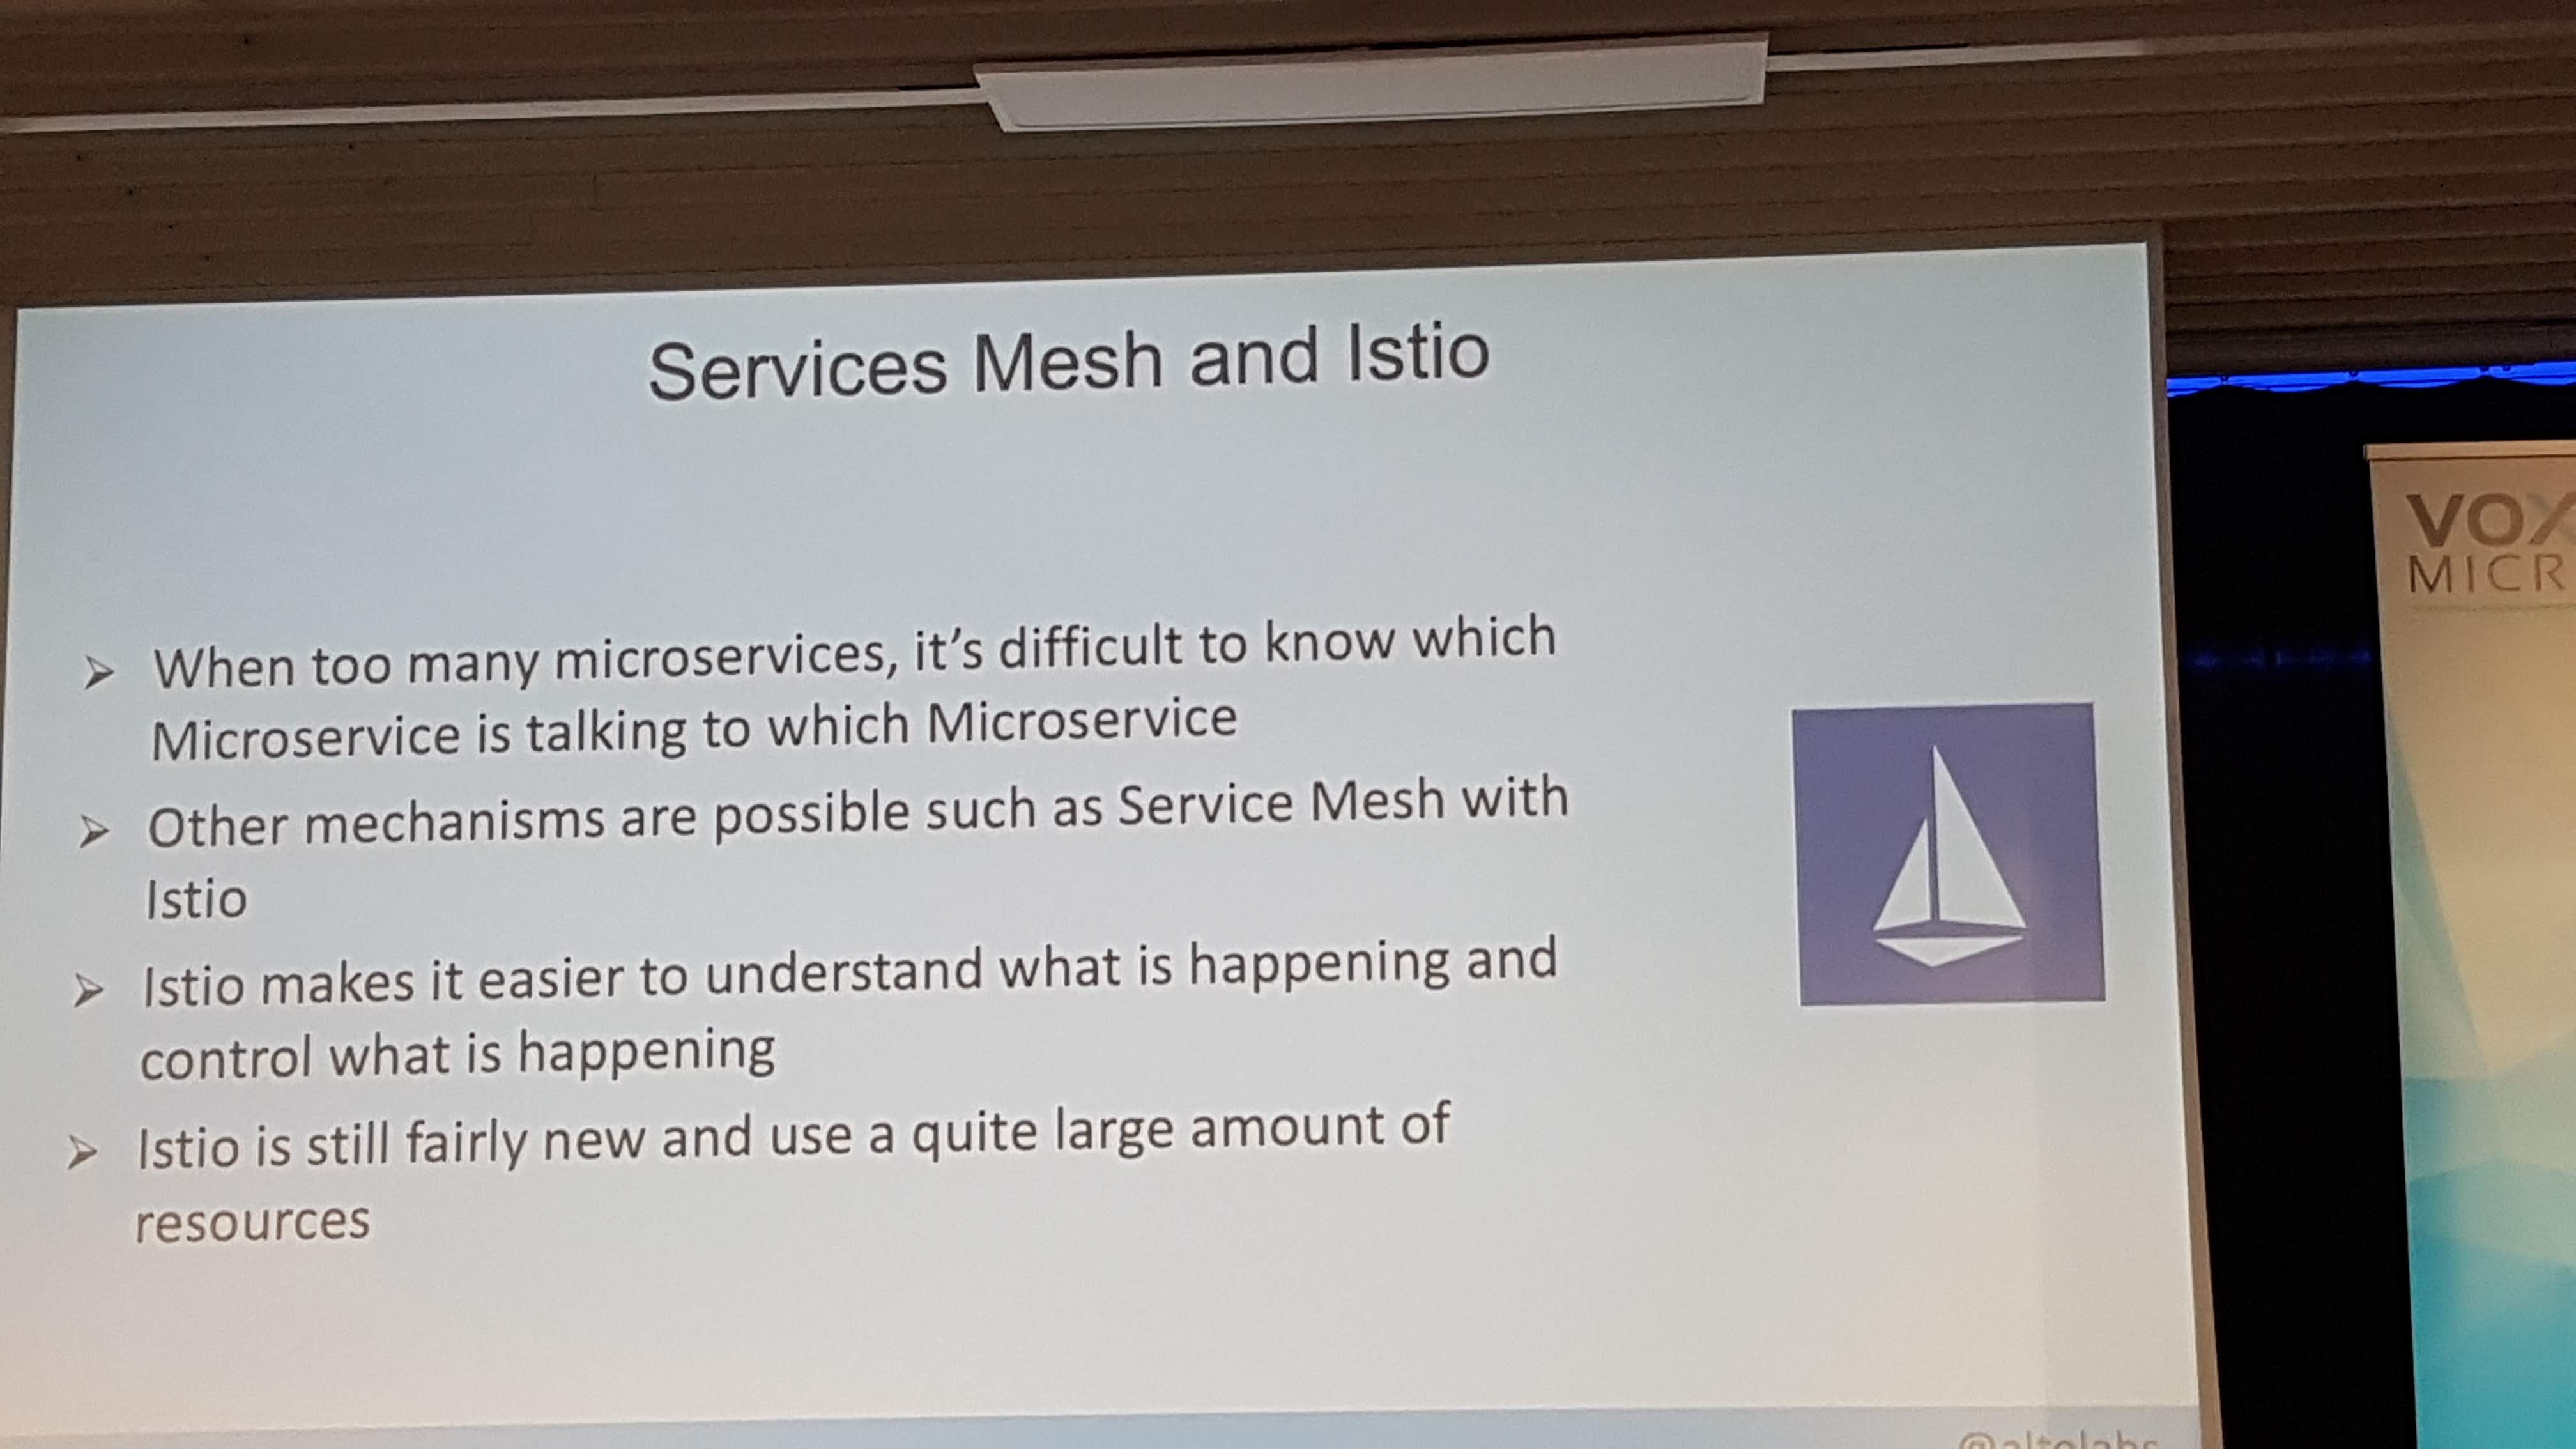 Services Mesh and Istio
When too many microservices, it's difficult to know which
Microservice is talking to which Microservice
Other mechanisms are possible such as Service Mesh with
Istio
Istio makes it easier to understand what is happening and
control what is happening
Istio is still fairly new and use a quite large amount of
resources
VOX
MICR